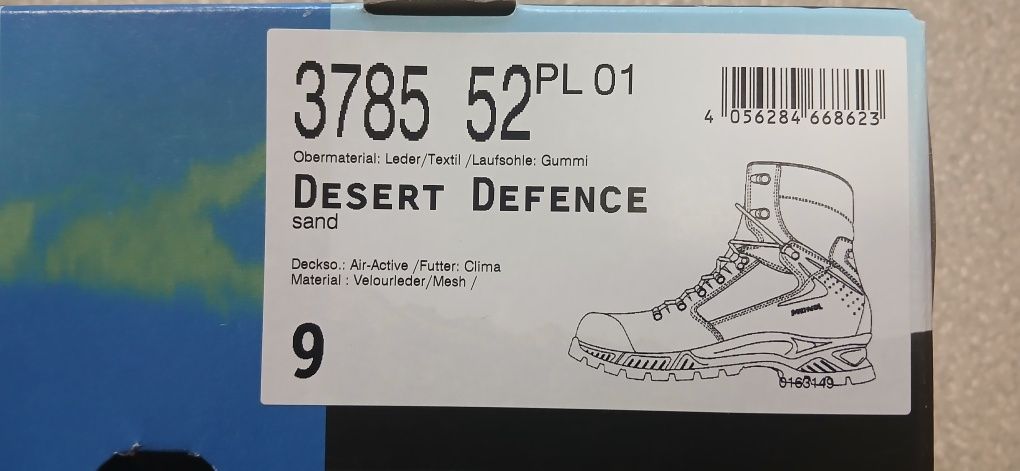 3785 52 PL 01
4 056284 668623
Obermaterial: Leder/Textil /Laufsohle: Gummi
DESERT DEFENCE
sand
Deckso.: Air-Active /Futter: Clima
Material : Velourleder/Mesh /
9
0163149